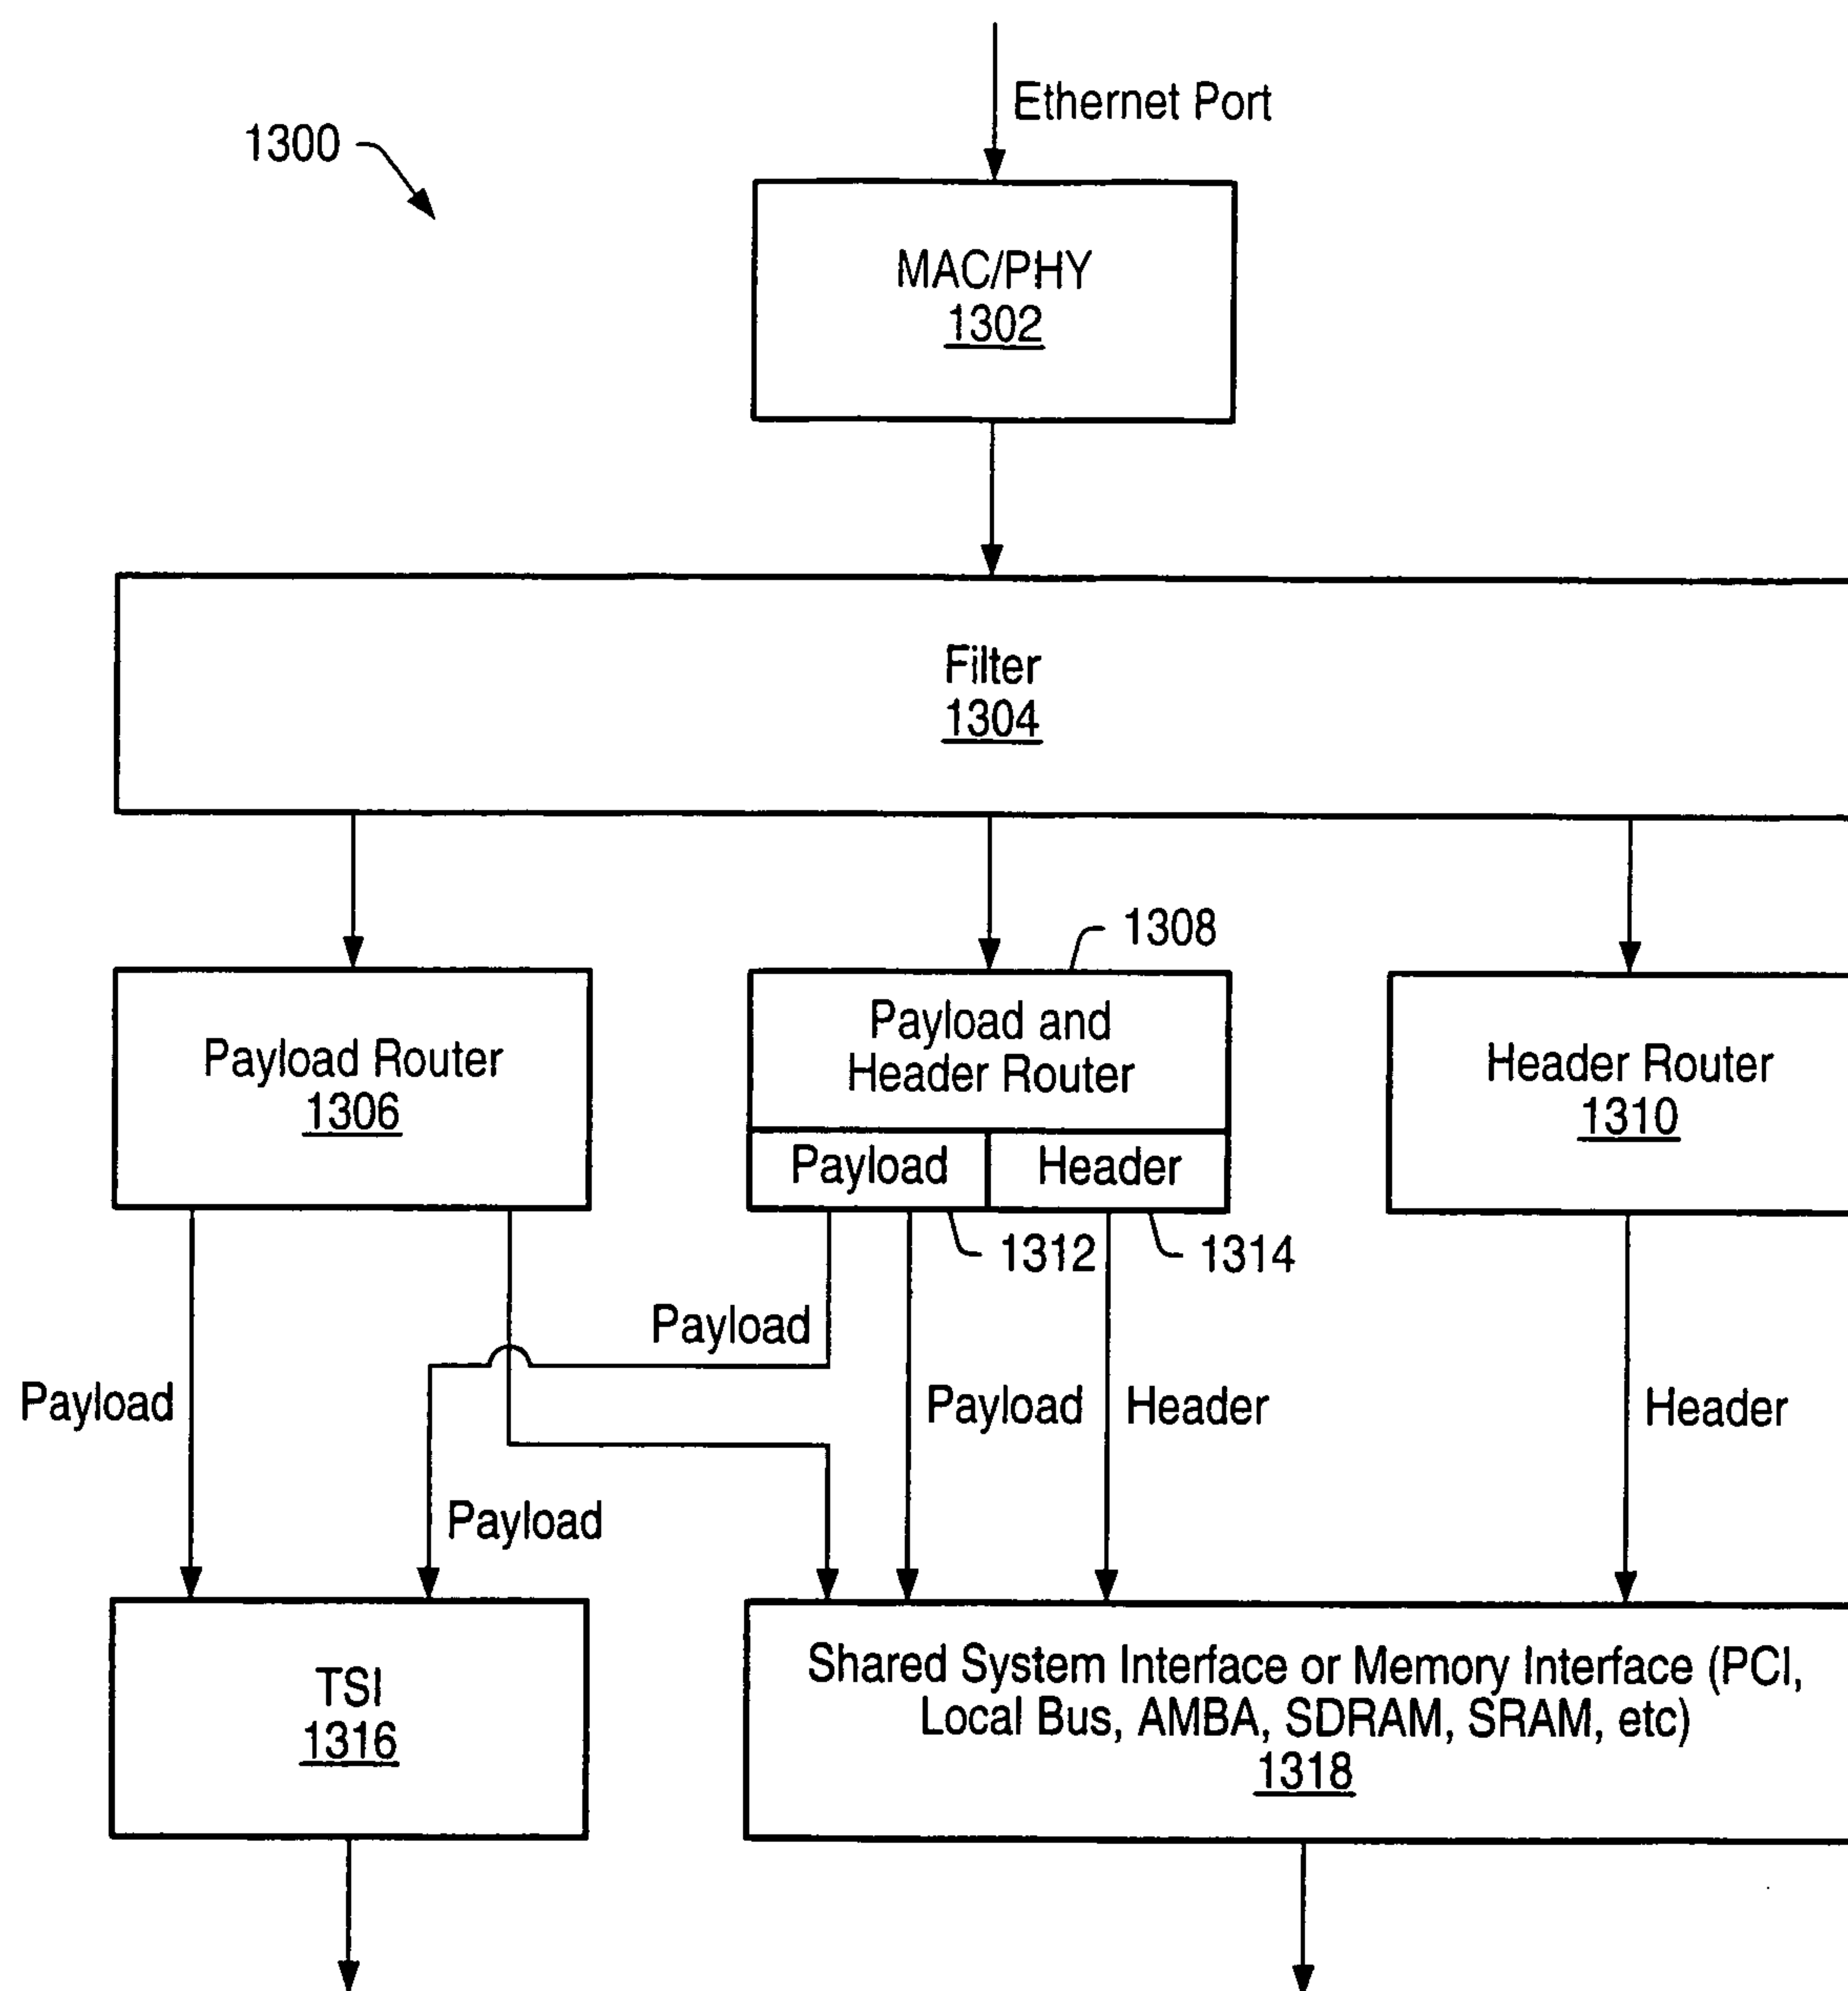 Ethernet Port
1300
MAC/PHY
1302
Filter
1304
1308
Payload Router
1306
Payload and
Header Router
Payload
Header
Header Router
1310
1312
1314
Payload
Payload
Payload
Header
Header
Payload
TSI
1316
Shared System Interface or Memory Interface (PCI,
Local Bus, AMBA, SDRAM, SRAM, etc)
1318